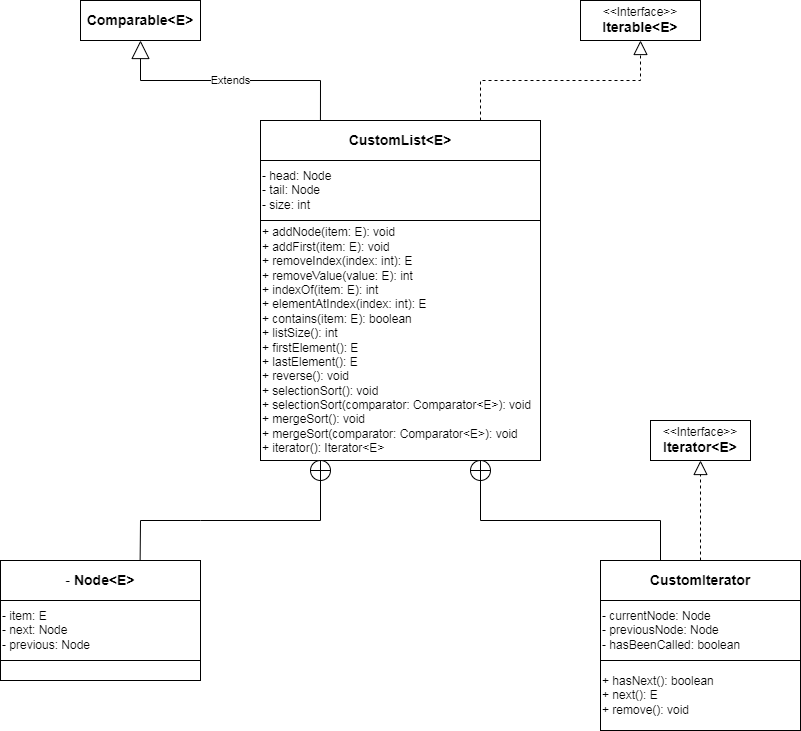 Comparable<E>
<<Interface>>
Iterable<E>
Extends
CustomList<E>
- head: Node
- tail: Node
- size: int
+ addNode(item: E): void
+ addFirst(item: E): void
+ removeIndex(index: int): E
+ removeValue(value: E): int
+ indexOf(item: E): int
+ elementAtIndex(index: int): E
+ contains(item: E): boolean
+ listSize(): int
+ firstElement(): E
+ lastElement(): E
+ reverse(): void
+ selectionSort(): void
+ selectionSort(comparator: Comparator<E>): void
+ mergeSort(): void
+ mergeSort(comparator: Comparator<E>): void
+ iterator(): Iterator<E>
<<Interface>>
Iterator<E>
- Node<E>
- item: E
- next: Node
- previous: Node
CustomIterator
- currentNode: Node
- previousNode: Node
- hasBeenCalled: boolean
+ hasNext(): boolean
+ next(): E
+ remove(): void